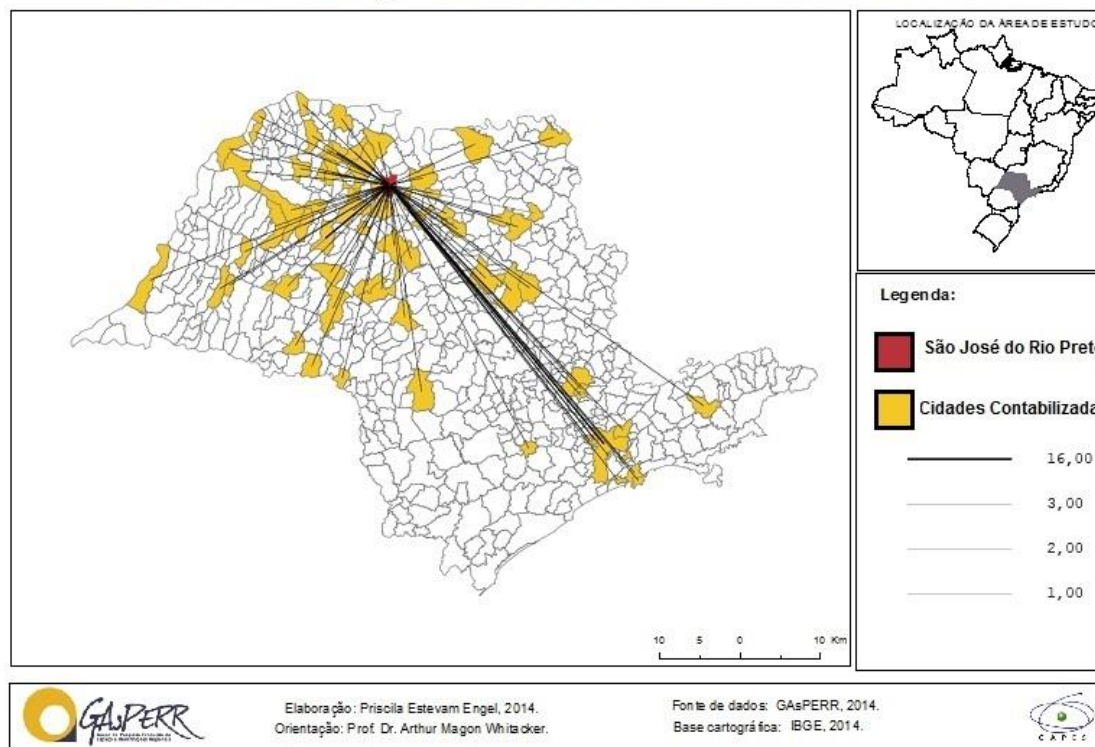 LOCALIZAÇÃO DA ÁREA DE ESTUDO
Legenda:
São José do Rio Preto
Cidades Contabilizada
16,00
3,00
2,00
1,00
10 5 0 10 Km
GAsPERR
Elaboração: Priscila Estevam Engel, 2014.
Orientação: Prof. Dr. Arthur Magon Whitacker.
Fonte de dados: GAsPERR, 2014.
Base cartográfica: IBGE, 2014.
CAPES